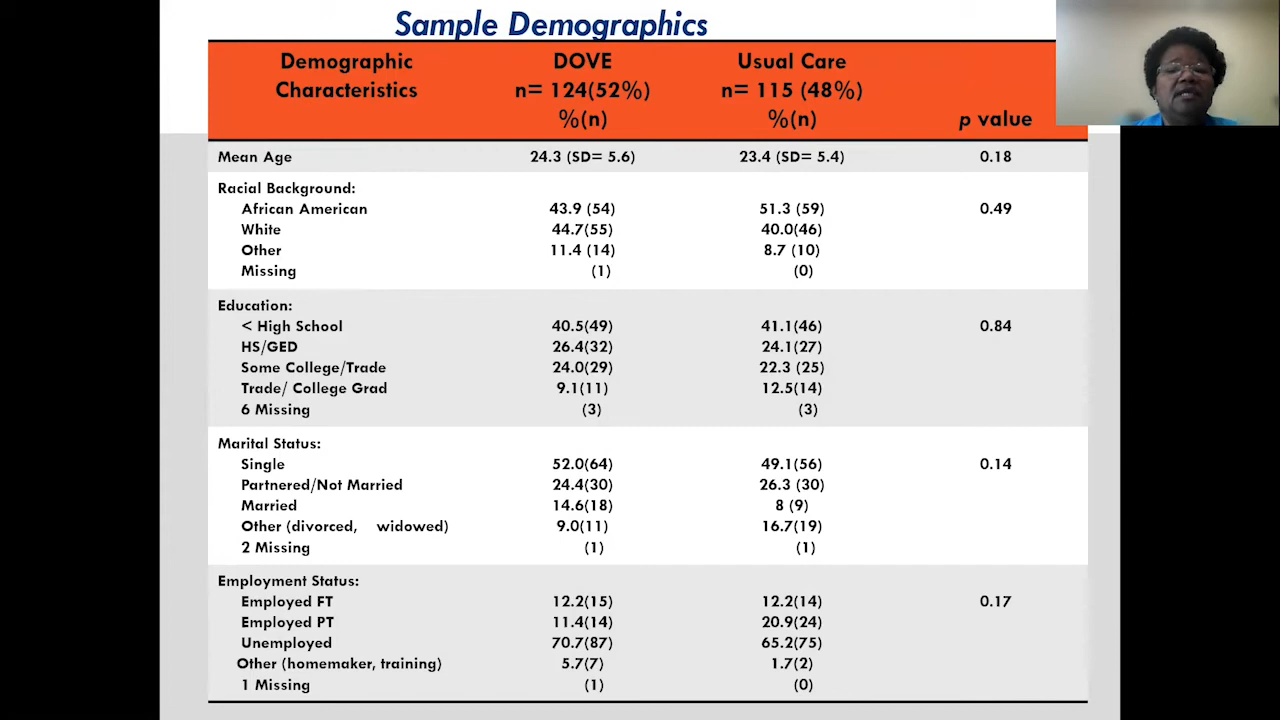 Sample Demographics
Demographic Characteristics DOVE n= 124(52%) %(n) Usual Care n= 115 (48%) %(n) p value
Mean Age 24.3 (SD= 5.6) 23.4 (SD= 5.4) 0.18
Racial Background:
African American 43.9 (54) 51.3 (59) 0.49
White 44.7(55) 40.0(46)
Other 11.4 (14) 8.7 (10)
Missing (1) (0)
Education:
< High School 40.5(49) 41.1(46) 0.84
HS/GED 26.4(32) 24.1(27)
Some College/Trade 24.0(29) 22.3 (25)
Trade/ College Grad 9.1(11) 12.5(14)
6 Missing (3) (3)
Marital Status:
Single 52.0(64) 49.1(56) 0.14
Partnered/Not Married 24.4(30) 26.3 (30)
Married 14.6(18) 8 (9)
Other (divorced, widowed) 9.0(11) 16.7(19)
2 Missing (1) (1)
Employment Status:
Employed FT 12.2(15) 12.2(14) 0.17
Employed PT 11.4(14) 20.9(24)
Unemployed 70.7(87) 65.2(75)
Other (homemaker, training) 5.7(7) 1.7(2)
1 Missing (1) (0)